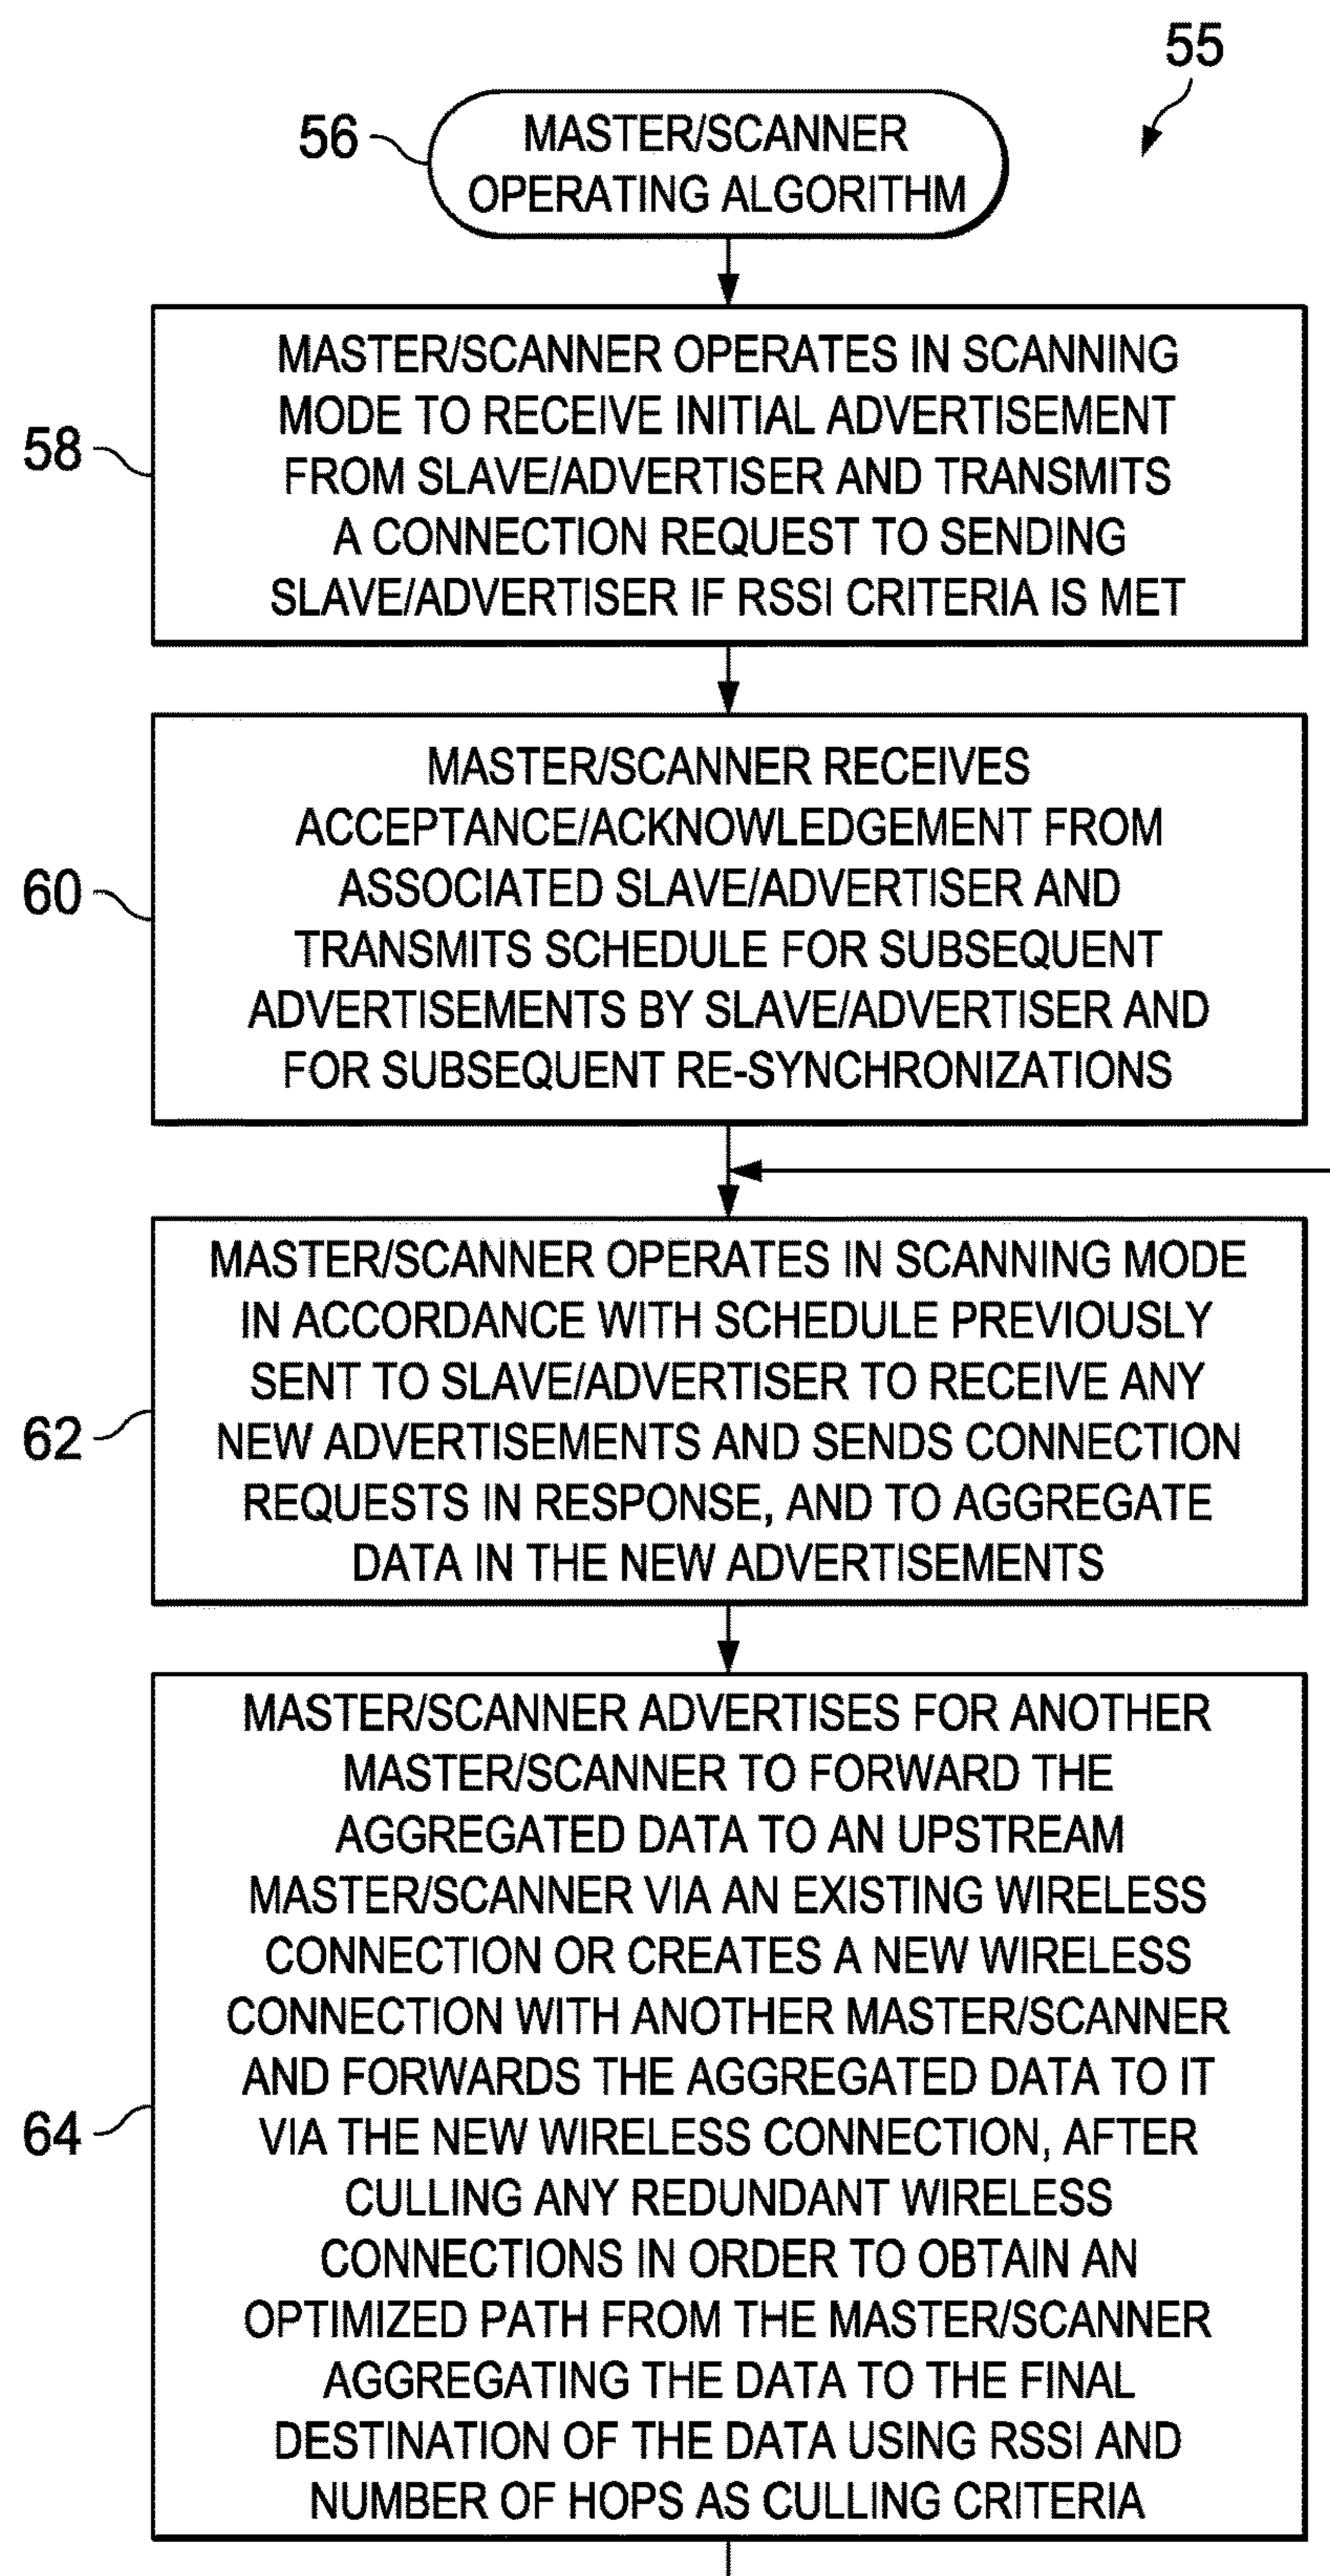 55
56
MASTER/SCANNER
OPERATING ALGORITHM
58
MASTER/SCANNER OPERATES IN SCANNING
MODE TO RECEIVE INITIAL ADVERTISEMENT
FROM SLAVE/ADVERTISER AND TRANSMITS
A CONNECTION REQUEST TO SENDING
SLAVE/ADVERTISER IF RSSI CRITERIA IS MET
60
MASTER/SCANNER RECEIVES
ACCEPTANCE/ACKNOWLEDGEMENT FROM
ASSOCIATED SLAVE/ADVERTISER AND
TRANSMITS SCHEDULE FOR SUBSEQUENT
ADVERTISEMENTS BY SLAVE/ADVERTISER AND
FOR SUBSEQUENT RE-SYNCHRONIZATIONS
62
MASTER/SCANNER OPERATES IN SCANNING MODE
IN ACCORDANCE WITH SCHEDULE PREVIOUSLY
SENT TO SLAVE/ADVERTISER TO RECEIVE ANY
NEW ADVERTISEMENTS AND SENDS CONNECTION
REQUESTS IN RESPONSE, AND TO AGGREGATE
DATA IN THE NEW ADVERTISEMENTS
64
MASTER/SCANNER ADVERTISES FOR ANOTHER
MASTER/SCANNER TO FORWARD THE
AGGREGATED DATA TO AN UPSTREAM
MASTER/SCANNER VIA AN EXISTING WIRELESS
CONNECTION OR CREATES A NEW WIRELESS
CONNECTION WITH ANOTHER MASTER/SCANNER
AND FORWARDS THE AGGREGATED DATA TO IT
VIA THE NEW WIRELESS CONNECTION, AFTER
CULLING ANY REDUNDANT WIRELESS
CONNECTIONS IN ORDER TO OBTAIN AN
OPTIMIZED PATH FROM THE MASTER/SCANNER
AGGREGATING THE DATA TO THE FINAL
DESTINATION OF THE DATA USING RSSI AND
NUMBER OF HOPS AS CULLING CRITERIA